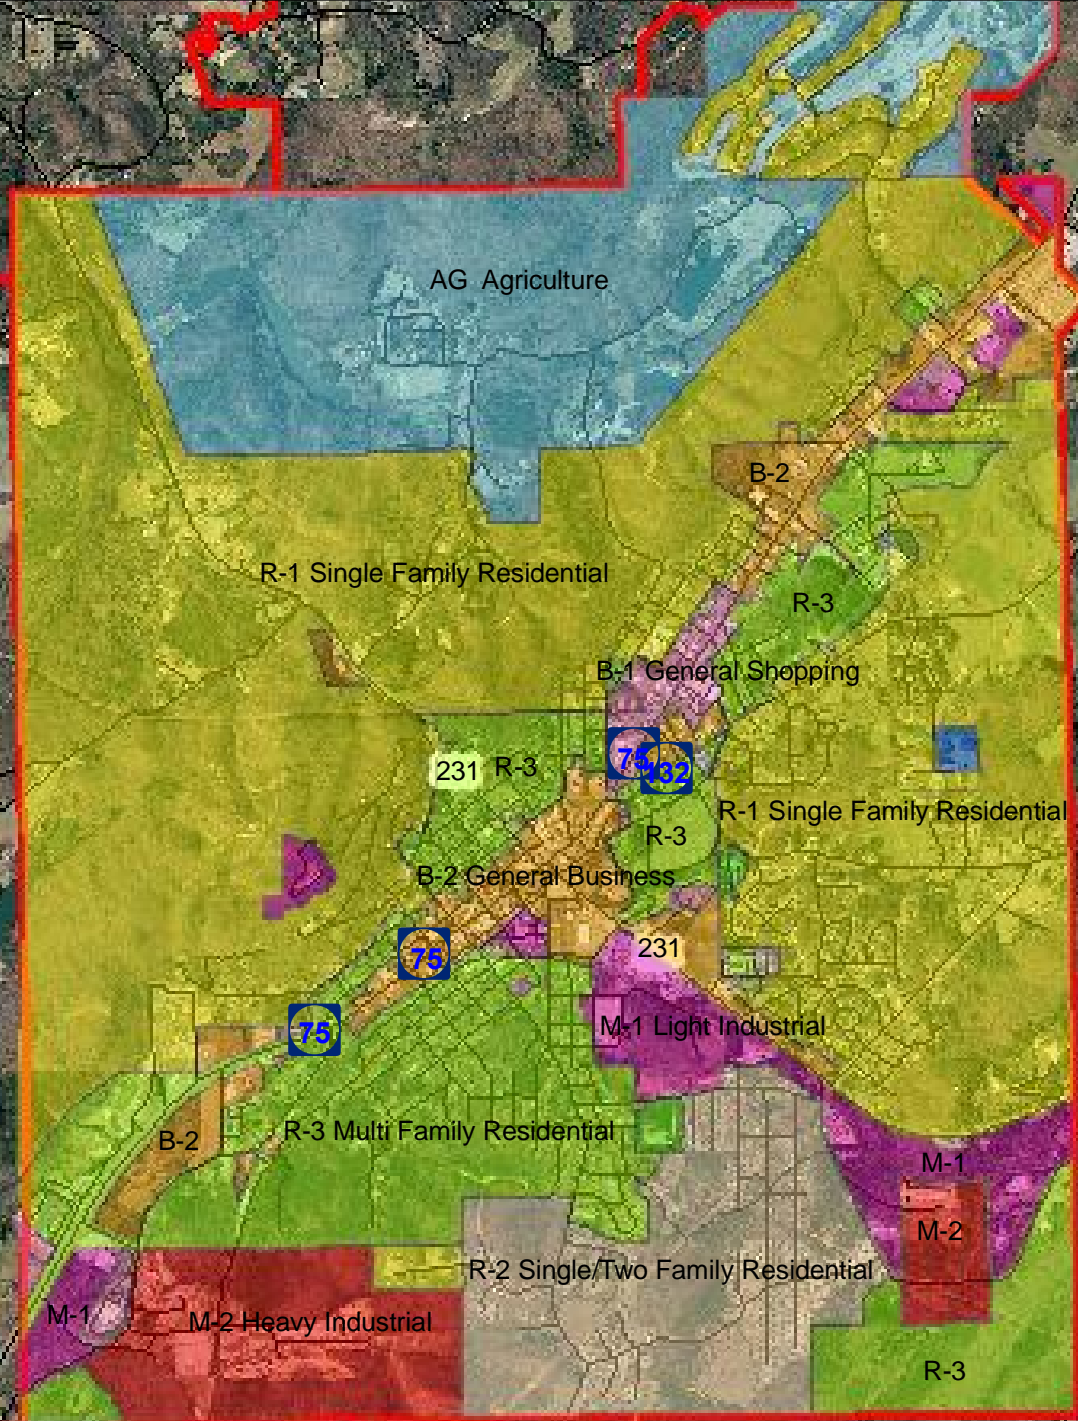 AG  Agriculture
B-2
R-1 Single Family Residential
R-3
B-1 General Shopping
75
132
231
R-3
R-1 Single Family Residential
R-3
B-2 General Business
231
75
M-1 Light Industrial
75
R-3 Multi Family Residential
B-2
M-1
M-2
R-2 Single/Two Family Residential
M-1
M-2 Heavy Industrial
R-3